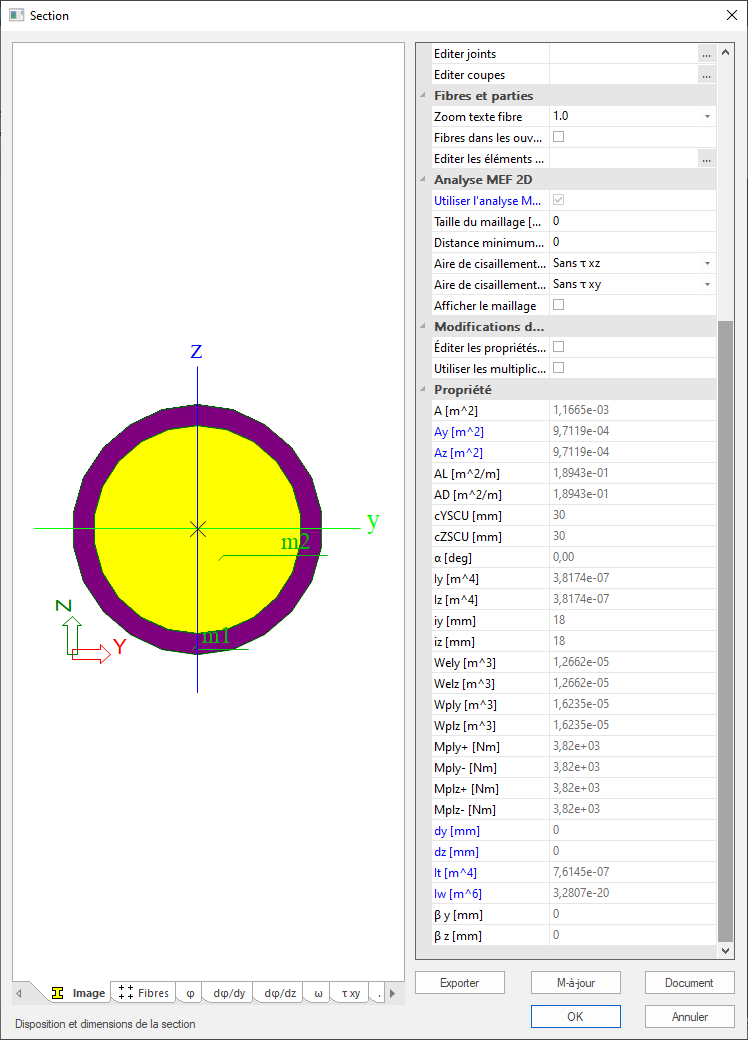 Section
z
y
m2
m1
Z
Y
Image
Fibres
φ
dφ/dy
dφ/dz
ω
τ xy
.
Disposition et dimensions de la section
Editer joints ...
Editer coupes ...
Fibres et parties
Zoom texte fibre 1.0
Fibres dans les ouv...
Editer les éléments ... ...
Analyse MEF 2D
Utiliser l'analyse M...
Taille du maillage [... 0
Distance minimum... 0
Aire de cisaillement... Sans τ xz
Aire de cisaillement... Sans τ xy
Afficher le maillage
Modifications d...
Éditer les propriétés...
Utiliser les multiplic...
Propriété
A [m^2] 1,1665e-03
Ay [m^2] 9,7119e-04
Az [m^2] 9,7119e-04
AL [m^2/m] 1,8943e-01
AD [m^2/m] 1,8943e-01
cYSCU [mm] 30
cZSCU [mm] 30
α [deg] 0,00
Iy [m^4] 3,8174e-07
Iz [m^4] 3,8174e-07
iy [mm] 18
iz [mm] 18
Wely [m^3] 1,2662e-05
Welz [m^3] 1,2662e-05
Wply [m^3] 1,6235e-05
Wplz [m^3] 1,6235e-05
Mply+ [Nm] 3,82e+03
Mply- [Nm] 3,82e+03
Mplz+ [Nm] 3,82e+03
Mplz- [Nm] 3,82e+03
dy [mm] 0
dz [mm] 0
It [m^4] 7,6145e-07
Iw [m^6] 3,2807e-20
β y [mm] 0
β z [mm] 0
Exporter
M-à-jour
Document
OK
Annuler